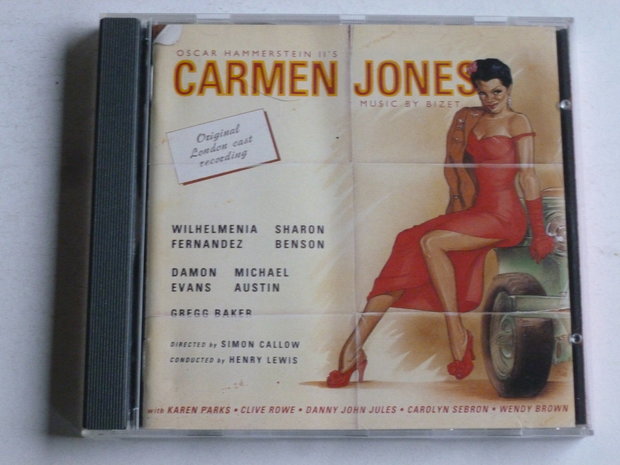 OSCAR HAMMERSTEIN II'S
CARMEN JONES
MUSIC BY BIZET
Original
London cast
recording
WILHELMENIA SHARON
FERNANDEZ BENSON
DAMON MICHAEL
EVANS AUSTIN
GREGG BAKER
DIRECTED by SIMON CALLOW
CONDUCTED by HENRY LEWIS
with KAREN PARKS • CLIVE ROWE • DANNY JOHN JULES • CAROLYN SEBRON • WENDY BROWN